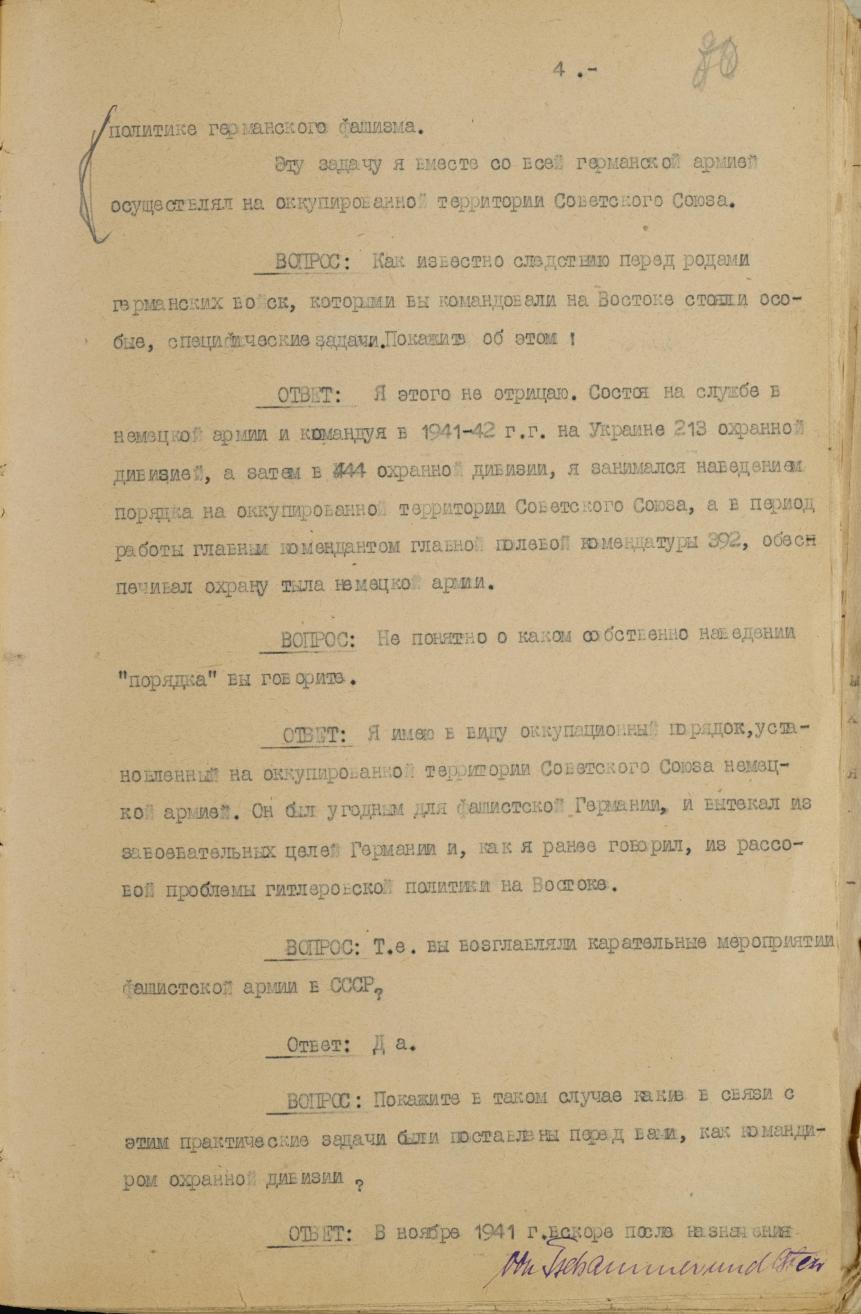 4 .-
80
политике германского фашизма.
Эту задачу я вместе со всей германской армией
осуществлял на оккупированной территории Советского Союза.
ВОПРОС: Как известно следствию перед родами
германских войск, которыми вы командовали на Востоке стояли осо-
бые, специфические задачи.Покажите об этом !
ОТВЕТ: Я этого не отрицаю. Состоя на службе в
немецкой армии и командуя в 1941-42 г.г. на Украине 213 охранной
дивизией, а затем в 444 охранной дивизии, я занимался наведением
порядка на оккупированной территории Советского Союза, а в период
работы главным комендантом главной полевой комендатуры 392, обесп
печивал охрану тыла немецкой армии.
ВОПРОС: Не понятно о каком собственно наведении
"порядка" вы говорите.
ОТВЕТ: Я имею в виду оккупационный порядок,уста-
новленный на оккупированной территории Советского Союза немец-
кой армией. Он был угодным для фашистской Германии, и вытекал из
завоевательных целей Германии и, как я ранее говорил, из рассо-
вой проблемы гитлеровской политики на Востоке.
ВОПРОС: Т.е. вы возглавляли карательные мероприятии
фашистской армии в СССР?
Ответ: Д а.
ВОПРОС: Покажите в таком случае какие в связи с
этим практические задачи были поставлены перед вами, как команди-
ром охранной дивизии ?
ОТВЕТ: В ноябре 1941 г.вскоре после назначения
von Tschammer und Osten